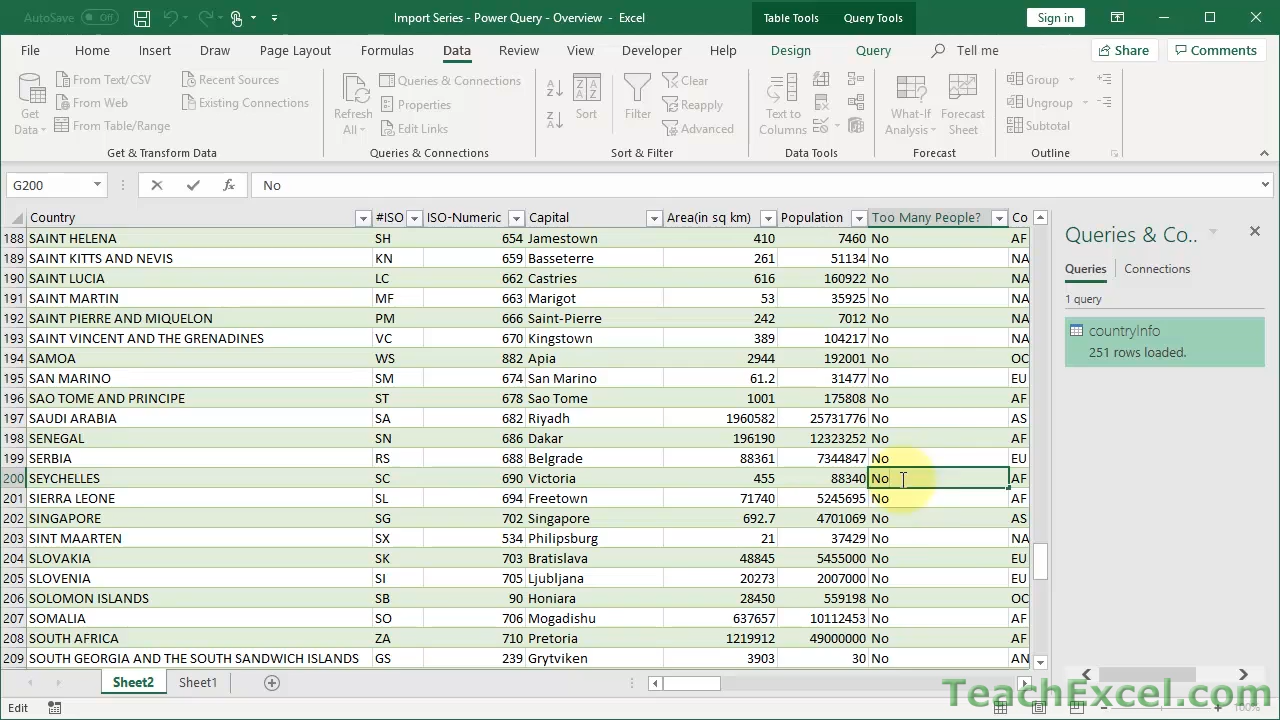 AutoSave Off Import Series - Power Query - Overview - Excel Table Tools Query Tools Sign in
File Home Insert Draw Page Layout Formulas Data Review View Developer Help Design Query Tell me Share Comments
Get Data From Text/CSV From Web From Table/Range Recent Sources Existing Connections
Refresh All Queries & Connections Properties Edit Links
Sort Filter Clear Reapply Advanced
Text to Columns
What-If Analysis Forecast Sheet
Group Ungroup Subtotal
Get & Transform Data Queries & Connections Sort & Filter Data Tools Forecast Outline
G200 fx No
Country #ISO ISO-Numeric Capital Area(in sq km) Population Too Many People? Co
188 SAINT HELENA SH 654 Jamestown 410 7460 No AF
189 SAINT KITTS AND NEVIS KN 659 Basseterre 261 51134 No NA
190 SAINT LUCIA LC 662 Castries 616 160922 No NA
191 SAINT MARTIN MF 663 Marigot 53 35925 No NA
192 SAINT PIERRE AND MIQUELON PM 666 Saint-Pierre 242 7012 No NA
193 SAINT VINCENT AND THE GRENADINES VC 670 Kingstown 389 104217 No NA
194 SAMOA WS 882 Apia 2944 192001 No OC
195 SAN MARINO SM 674 San Marino 61.2 31477 No EU
196 SAO TOME AND PRINCIPE ST 678 Sao Tome 1001 175808 No AF
197 SAUDI ARABIA SA 682 Riyadh 1960582 25731776 No AS
198 SENEGAL SN 686 Dakar 196190 12323252 No AF
199 SERBIA RS 688 Belgrade 88361 7344847 No EU
200 SEYCHELLES SC 690 Victoria 455 88340 No AF
201 SIERRA LEONE SL 694 Freetown 71740 5245695 No AF
202 SINGAPORE SG 702 Singapore 692.7 4701069 No AS
203 SINT MAARTEN SX 534 Philipsburg 21 37429 No NA
204 SLOVAKIA SK 703 Bratislava 48845 5455000 No EU
205 SLOVENIA SI 705 Ljubljana 20273 2007000 No EU
206 SOLOMON ISLANDS SB 90 Honiara 28450 559198 No OC
207 SOMALIA SO 706 Mogadishu 637657 10112453 No AF
208 SOUTH AFRICA ZA 710 Pretoria 1219912 49000000 No AF
209 SOUTH GEORGIA AND THE SOUTH SANDWICH ISLANDS GS 239 Grytviken 3903 30 No AN
Queries & Co..
Queries Connections
1 query
countryInfo
251 rows loaded.
Sheet2 Sheet1
TeachExcel.com
Edit 100%